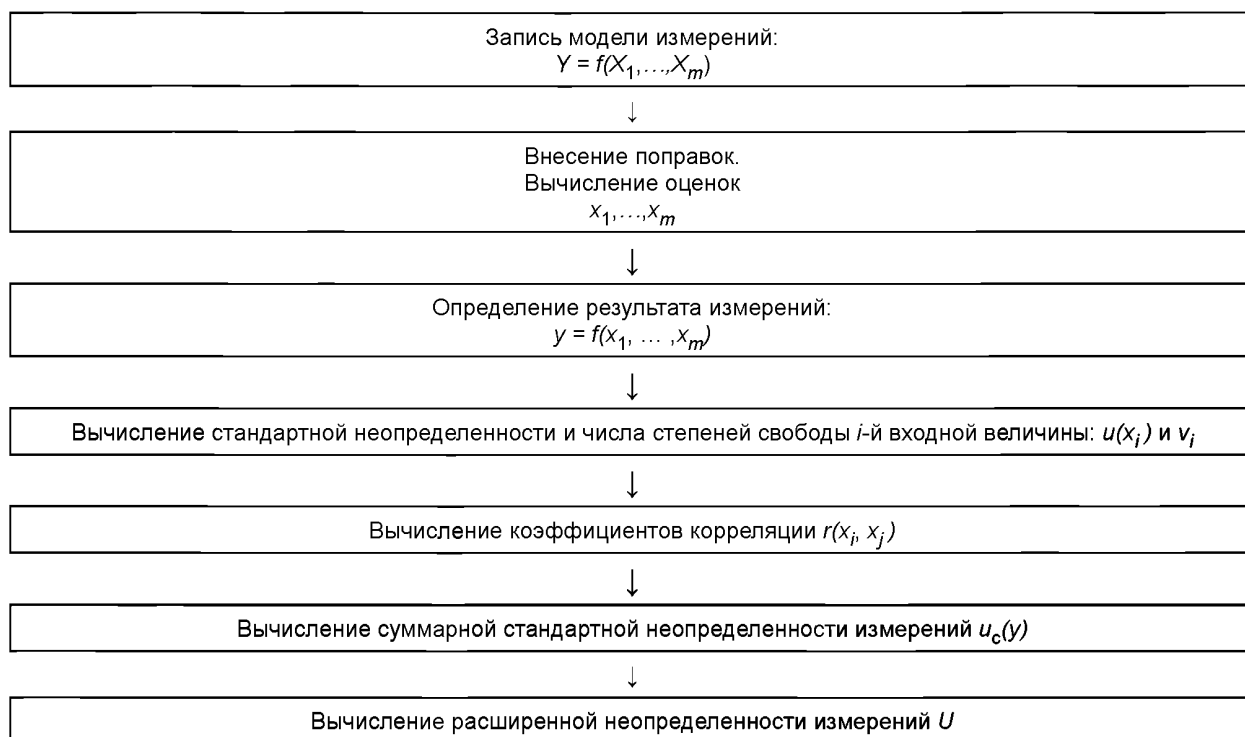 Запись модели измерений:
Y = f(X₁,…,Xₘ)
↓
Внесение поправок.
Вычисление оценок
x₁,…,xₘ
↓
Определение результата измерений:
y = f(x₁, … ,xₘ)
↓
Вычисление стандартной неопределенности и числа степеней свободы i-й входной величины: u(xᵢ) и νᵢ
↓
Вычисление коэффициентов корреляции r(xᵢ, xⱼ)
↓
Вычисление суммарной стандартной неопределенности измерений u_c(y)
↓
Вычисление расширенной неопределенности измерений U